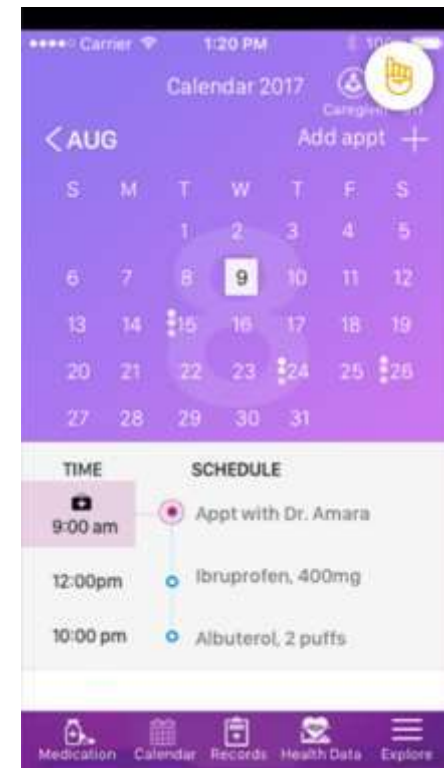 Carrier 1:20 PM
Calendar 2017
< AUG Add appt +
S M T W T F S
1 2 3 4 5
6 7 8 9 10 11 12
13 14 15 16 17 18 19
20 21 22 23 24 25 26
27 28 29 30 31
8
TIME SCHEDULE
9:00 am Appt with Dr. Amara
12:00pm Ibruprofen, 400mg
10:00 pm Albuterol, 2 puffs
Medication Calendar Records Health Data Explore